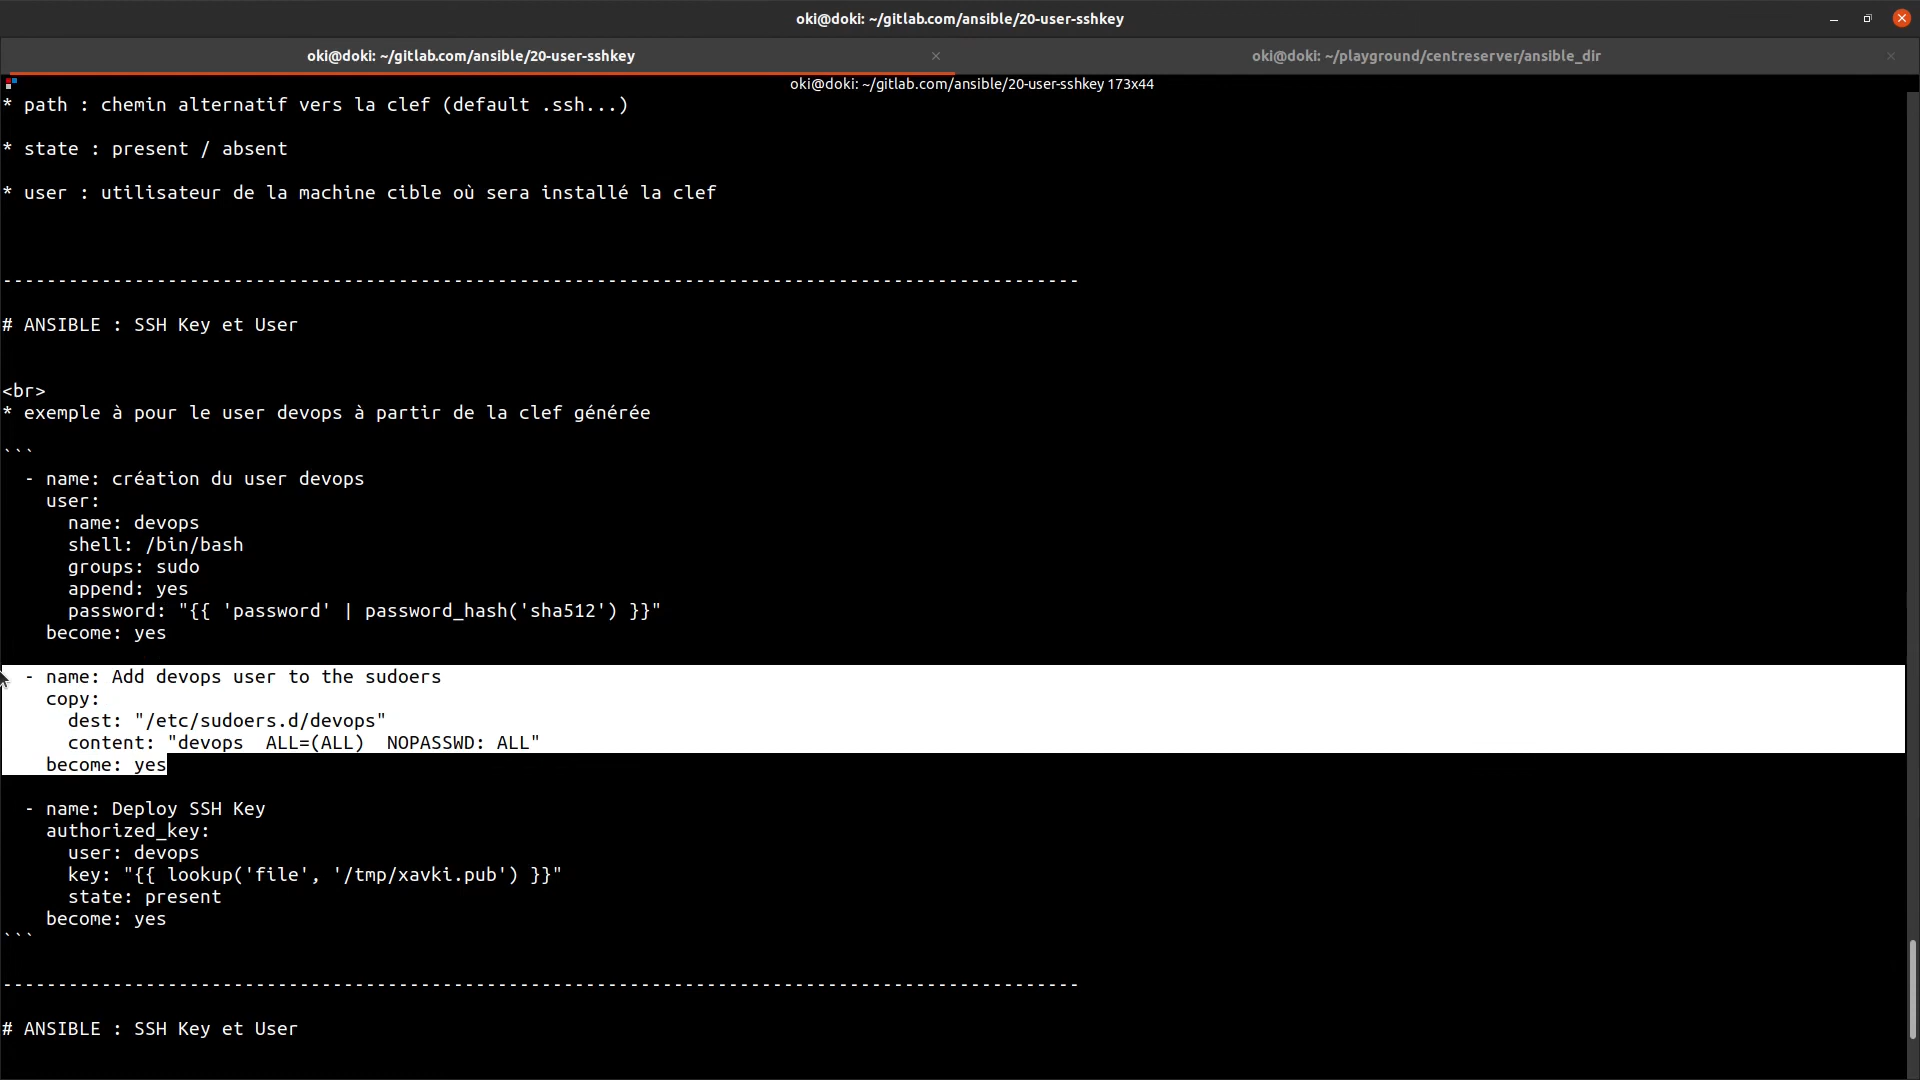 oki@doki: ~/gitlab.com/ansible/20-user-sshkey
oki@doki: ~/gitlab.com/ansible/20-user-sshkey × oki@doki: ~/playground/centreserver/ansible_dir ×
oki@doki: ~/gitlab.com/ansible/20-user-sshkey 173x44
* path : chemin alternatif vers la clef (default .ssh...)
* state : present / absent
* user : utilisateur de la machine cible où sera installé la clef
--------------------------------------------------------------------------------------------------
# ANSIBLE : SSH Key et User
<br>
* exemple à pour le user devops à partir de la clef générée
```
  - name: création du user devops
    user:
      name: devops
      shell: /bin/bash
      groups: sudo
      append: yes
      password: "{{ 'password' | password_hash('sha512') }}"
    become: yes
  - name: Add devops user to the sudoers
    copy:
      dest: "/etc/sudoers.d/devops"
      content: "devops  ALL=(ALL)  NOPASSWD: ALL"
    become: yes
  - name: Deploy SSH Key
    authorized_key:
      user: devops
      key: "{{ lookup('file', '/tmp/xavki.pub') }}"
      state: present
    become: yes
```
--------------------------------------------------------------------------------------------------
# ANSIBLE : SSH Key et User